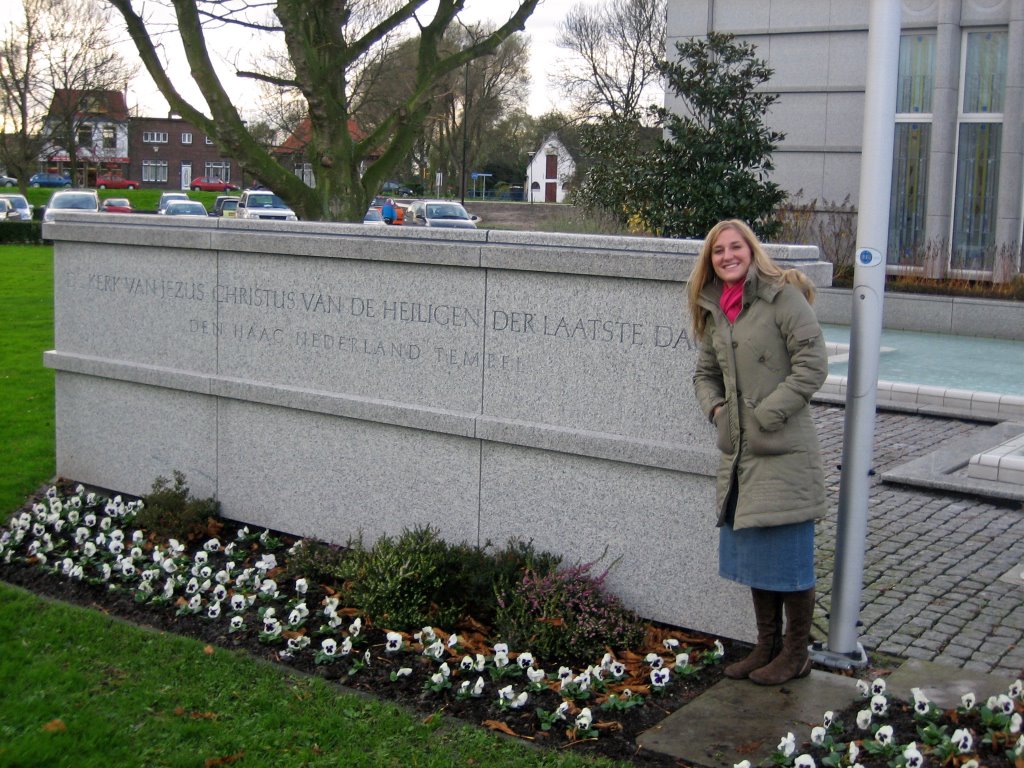 KERK VAN JEZUS CHRISTUS VAN DE HEILIGEN DER LAATSTE DA
DEN HAAG NEDERLAND TEMPEL